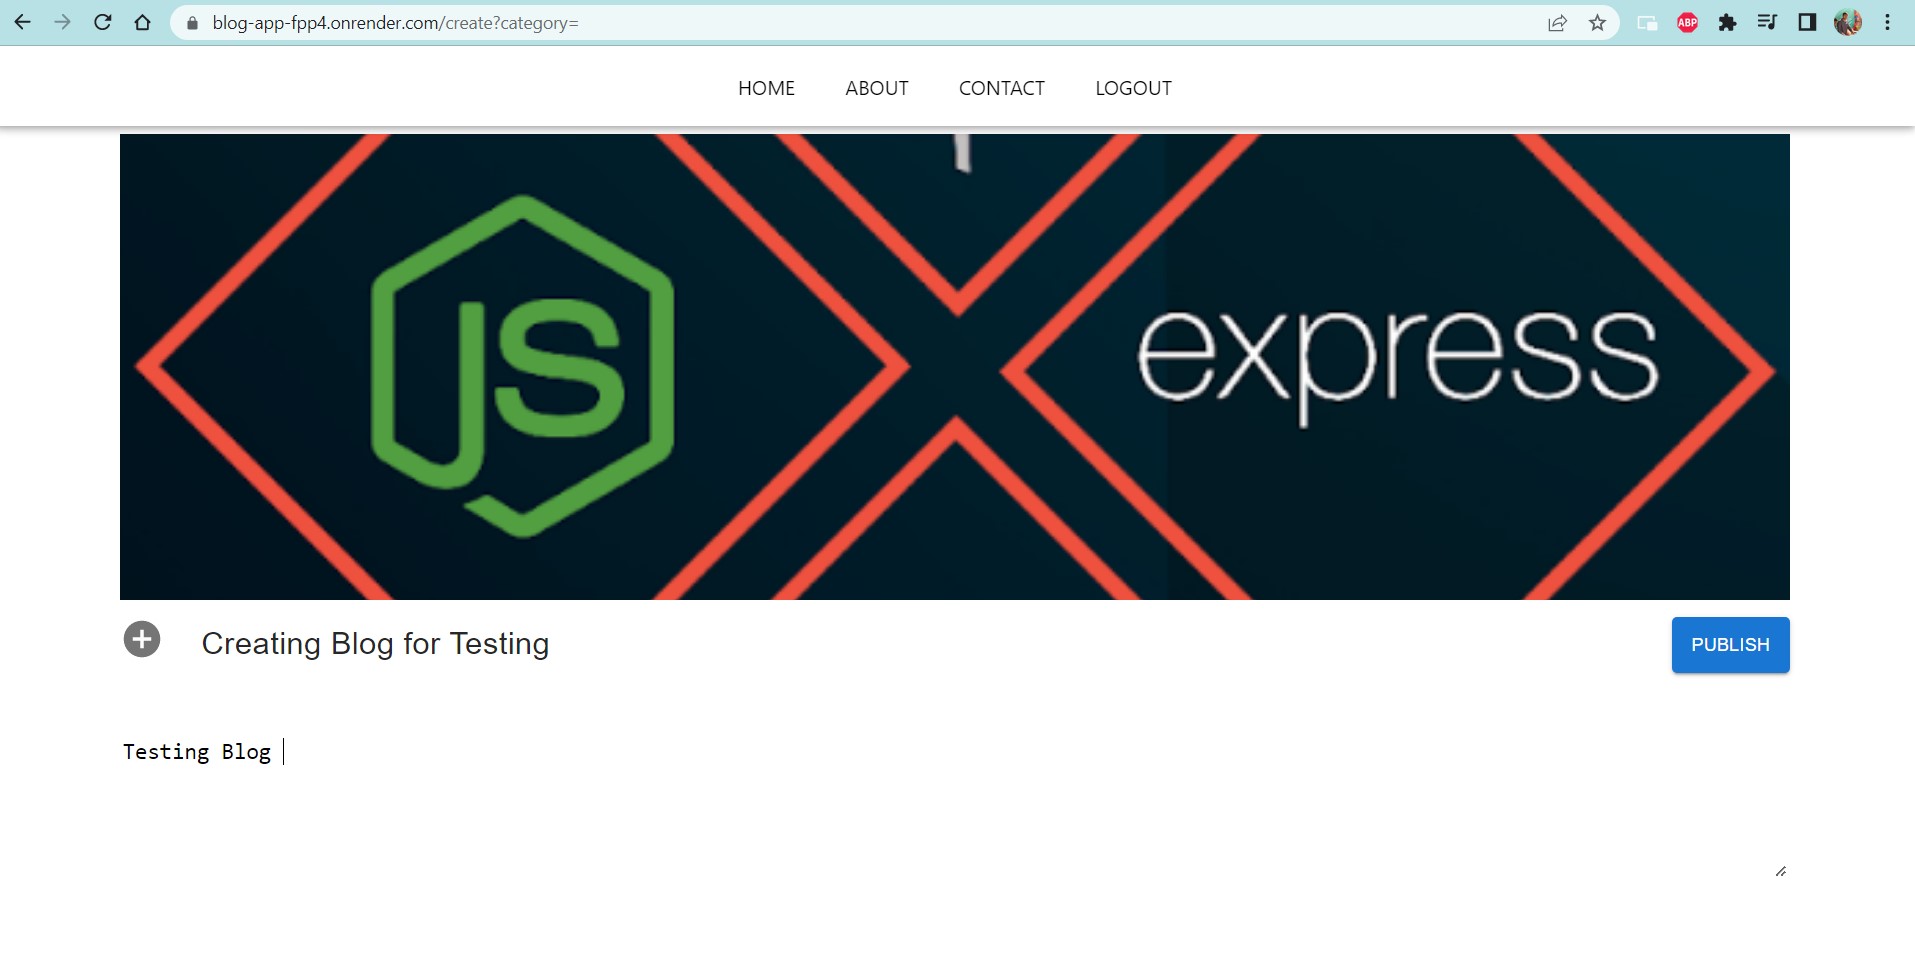 blog-app-fpp4.onrender.com/create?category=
ABP
HOME ABOUT CONTACT LOGOUT
JS
express
Creating Blog for Testing
PUBLISH
Testing Blog